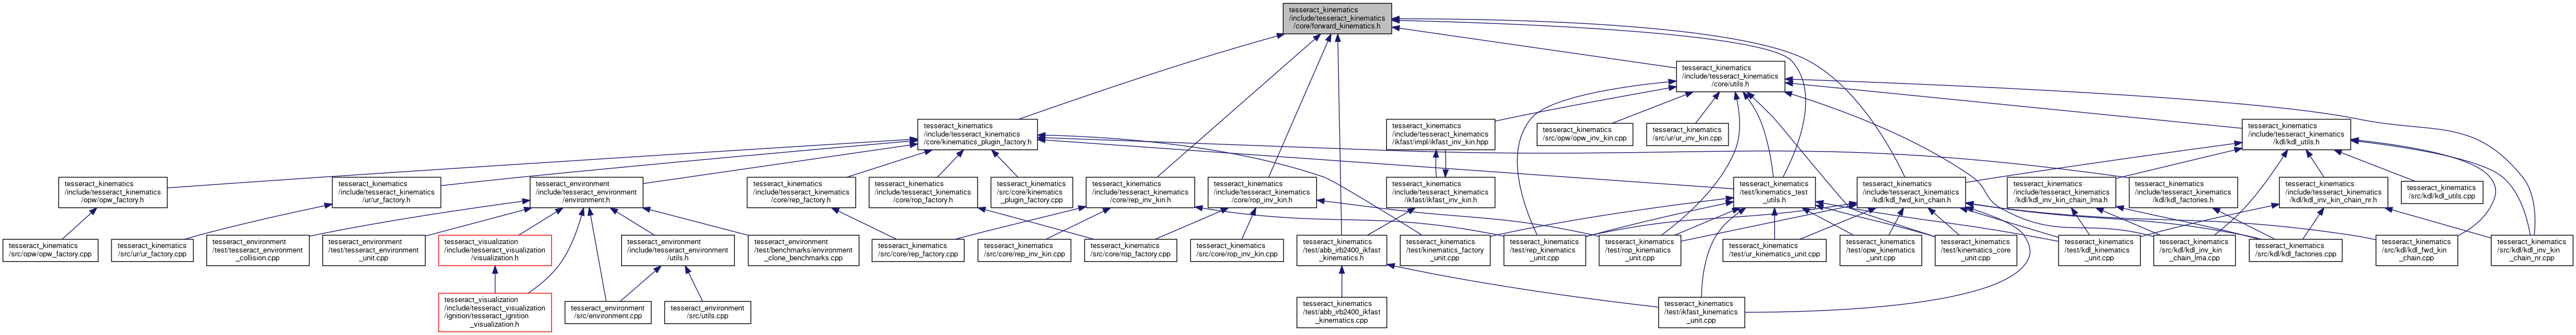 tesseract_kinematics
/include/tesseract_kinematics
/core/forward_kinematics.h
tesseract_kinematics
/include/tesseract_kinematics
/core/utils.h
tesseract_kinematics
/include/tesseract_kinematics
/core/kinematics_plugin_factory.h
tesseract_kinematics
/include/tesseract_kinematics
/ikfast/impl/ikfast_inv_kin.hpp
tesseract_kinematics
/src/opw/opw_inv_kin.cpp
tesseract_kinematics
/src/ur/ur_inv_kin.cpp
tesseract_kinematics
/include/tesseract_kinematics
/kdl/kdl_utils.h
tesseract_kinematics
/include/tesseract_kinematics
/opw/opw_factory.h
tesseract_kinematics
/include/tesseract_kinematics
/ur/ur_factory.h
tesseract_environment
/include/tesseract_environment
/environment.h
tesseract_kinematics
/include/tesseract_kinematics
/core/rep_factory.h
tesseract_kinematics
/include/tesseract_kinematics
/core/rop_factory.h
tesseract_kinematics
/src/core/kinematics
_plugin_factory.cpp
tesseract_kinematics
/include/tesseract_kinematics
/core/rep_inv_kin.h
tesseract_kinematics
/include/tesseract_kinematics
/core/rop_inv_kin.h
tesseract_kinematics
/include/tesseract_kinematics
/ikfast/ikfast_inv_kin.h
tesseract_kinematics
/test/kinematics_test
_utils.h
tesseract_kinematics
/include/tesseract_kinematics
/kdl/kdl_fwd_kin_chain.h
tesseract_kinematics
/include/tesseract_kinematics
/kdl/kdl_inv_kin_chain_lma.h
tesseract_kinematics
/include/tesseract_kinematics
/kdl/kdl_factories.h
tesseract_kinematics
/include/tesseract_kinematics
/kdl/kdl_inv_kin_chain_nr.h
tesseract_kinematics
/src/kdl/kdl_utils.cpp
tesseract_kinematics
/src/opw/opw_factory.cpp
tesseract_kinematics
/src/ur/ur_factory.cpp
tesseract_environment
/test/tesseract_environment
_collision.cpp
tesseract_environment
/test/tesseract_environment
_unit.cpp
tesseract_visualization
/include/tesseract_visualization
/visualization.h
tesseract_environment
/include/tesseract_environment
/utils.h
tesseract_environment
/test/benchmarks/environment
_clone_benchmarks.cpp
tesseract_kinematics
/src/core/rep_factory.cpp
tesseract_kinematics
/src/core/rep_inv_kin.cpp
tesseract_kinematics
/src/core/rop_factory.cpp
tesseract_kinematics
/src/core/rop_inv_kin.cpp
tesseract_kinematics
/test/abb_irb2400_ikfast
_kinematics.h
tesseract_kinematics
/test/kinematics_factory
_unit.cpp
tesseract_kinematics
/test/rep_kinematics
_unit.cpp
tesseract_kinematics
/test/rop_kinematics
_unit.cpp
tesseract_kinematics
/test/ur_kinematics_unit.cpp
tesseract_kinematics
/test/opw_kinematics
_unit.cpp
tesseract_kinematics
/test/kinematics_core
_unit.cpp
tesseract_kinematics
/test/kdl_kinematics
_unit.cpp
tesseract_kinematics
/src/kdl/kdl_inv_kin
_chain_lma.cpp
tesseract_kinematics
/src/kdl/kdl_factories.cpp
tesseract_kinematics
/src/kdl/kdl_fwd_kin
_chain.cpp
tesseract_kinematics
/src/kdl/kdl_inv_kin
_chain_nr.cpp
tesseract_visualization
/include/tesseract_visualization
/ignition/tesseract_ignition
_visualization.h
tesseract_environment
/src/environment.cpp
tesseract_environment
/src/utils.cpp
tesseract_kinematics
/test/abb_irb2400_ikfast
_kinematics.cpp
tesseract_kinematics
/test/ikfast_kinematics
_unit.cpp